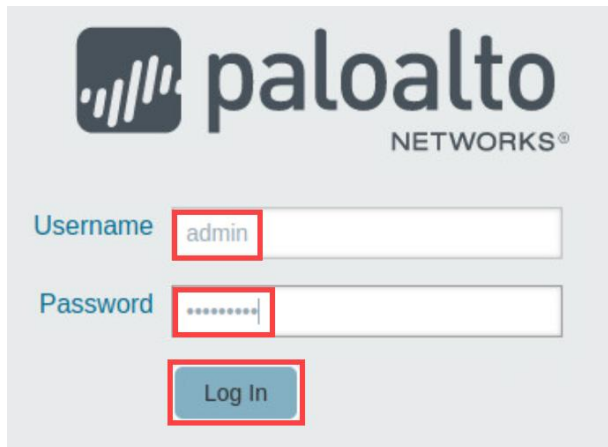 paloalto
NETWORKS®
Username admin
Password •••••••••
Log In